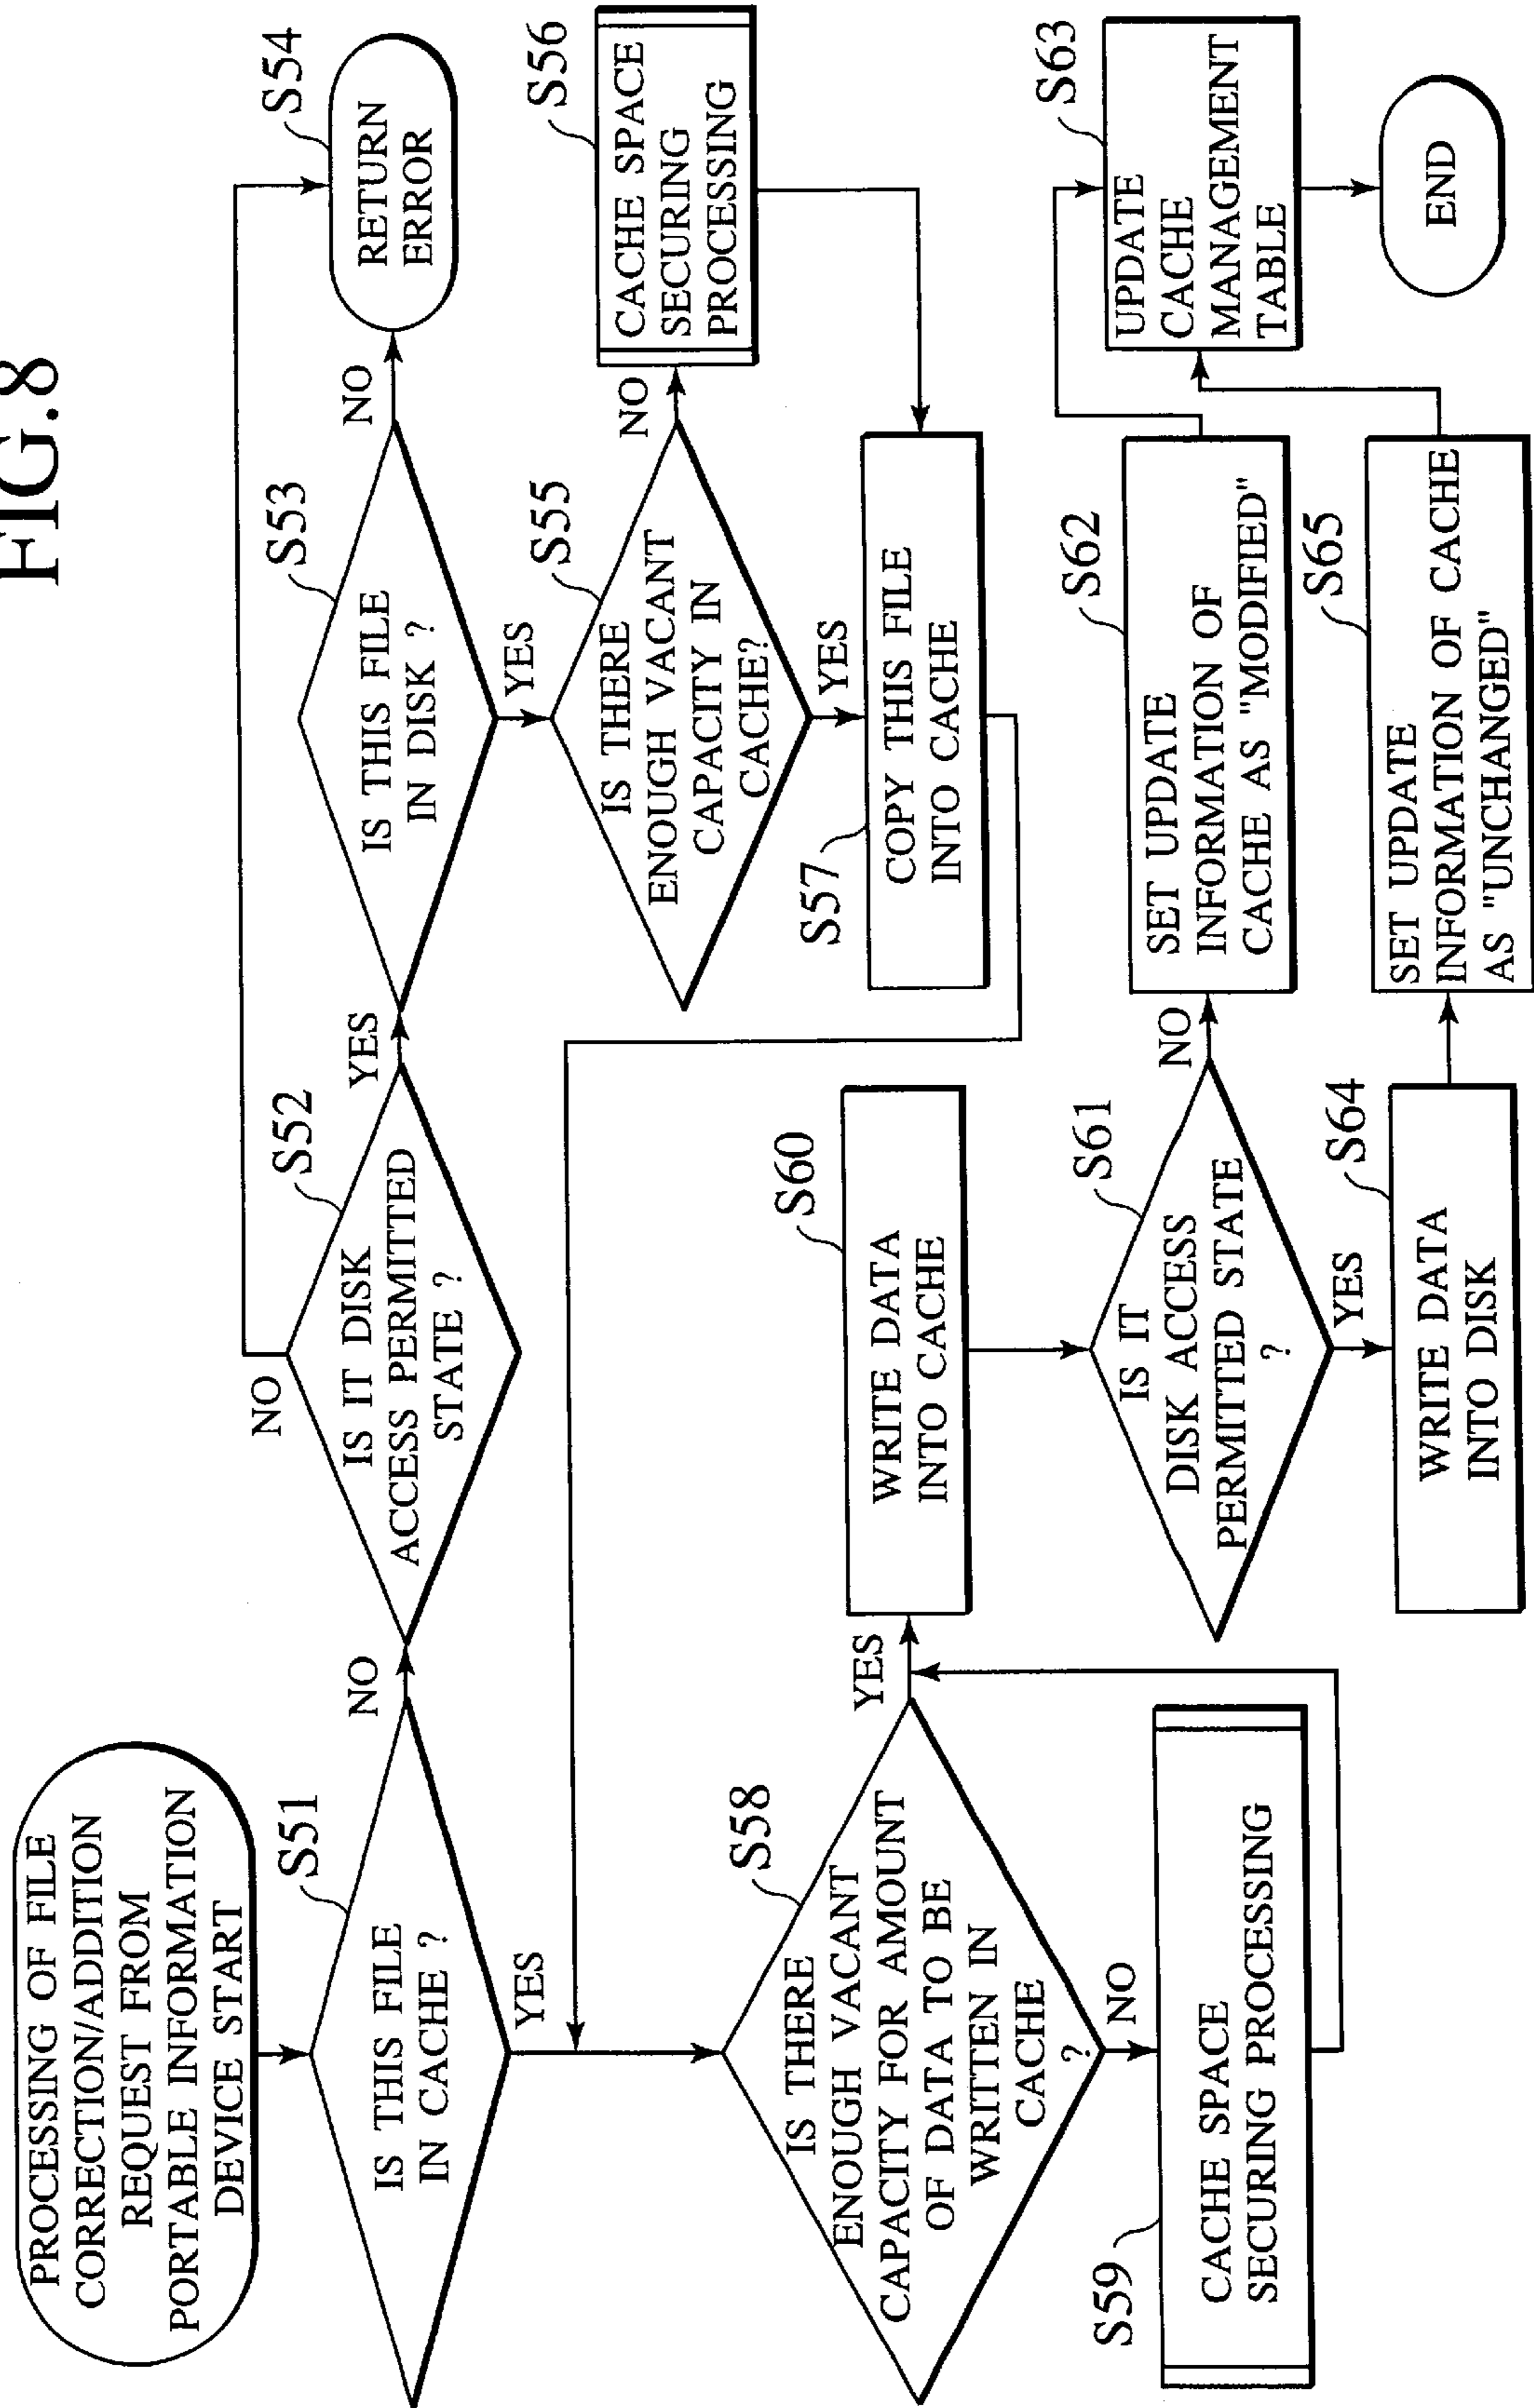 FIG.8
PROCESSING OF FILE
CORRECTION/ADDITION
REQUEST FROM
PORTABLE INFORMATION
DEVICE START
S51
IS THIS FILE
IN CACHE ?
NO
YES
S52
IS IT DISK
ACCESS PERMITTED
STATE ?
NO
YES
S53
IS THIS FILE
IN DISK ?
NO
YES
S54
RETURN
ERROR
S55
IS THERE
ENOUGH VACANT
CAPACITY IN
CACHE?
NO
YES
S56
CACHE SPACE
SECURING
PROCESSING
S57
COPY THIS FILE
INTO CACHE
S58
IS THERE
ENOUGH VACANT
CAPACITY FOR AMOUNT
OF DATA TO BE
WRITTEN IN
CACHE
?
YES
NO
S59
CACHE SPACE
SECURING PROCESSING
S60
WRITE DATA
INTO CACHE
S61
IS IT
DISK ACCESS
PERMITTED STATE
?
NO
YES
S62
SET UPDATE
INFORMATION OF
CACHE AS "MODIFIED"
S63
UPDATE
CACHE
MANAGEMENT
TABLE
END
S64
WRITE DATA
INTO DISK
S65
SET UPDATE
INFORMATION OF CACHE
AS "UNCHANGED"